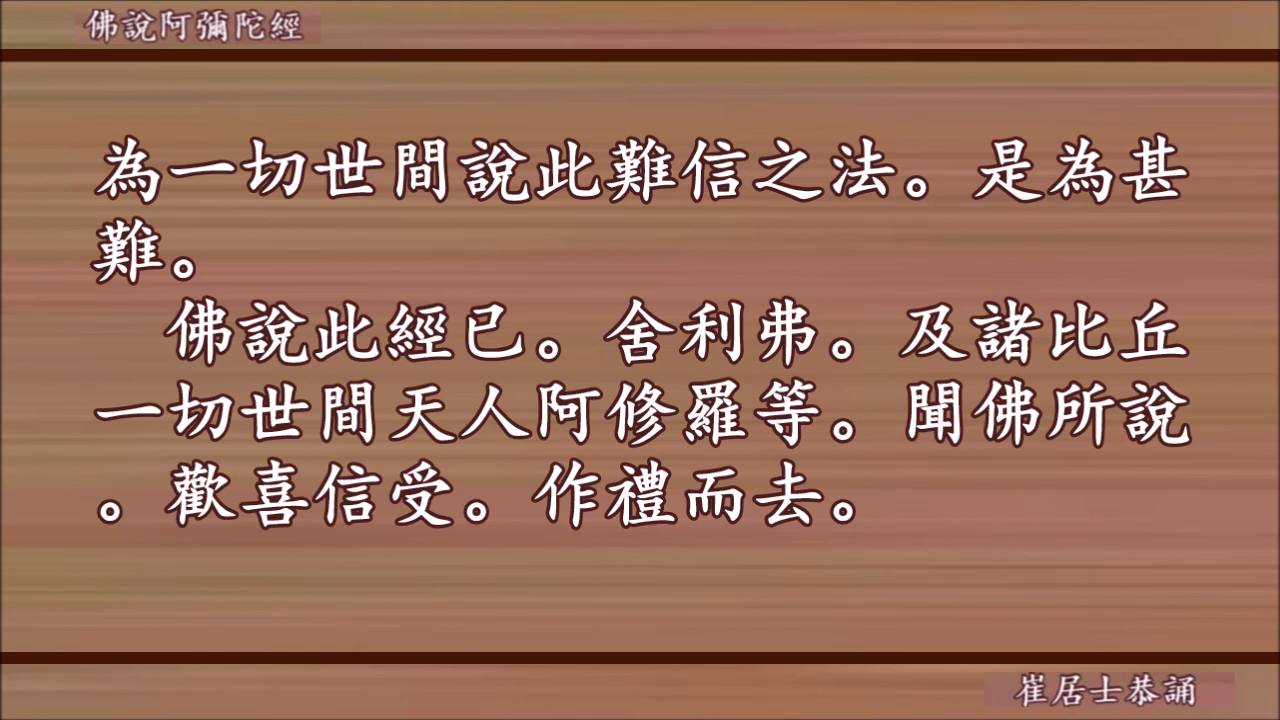 佛說阿彌陀經
為一切世間說此難信之法。是為甚
難。
　佛說此經已。舍利弗。及諸比丘
一切世間天人阿修羅等。聞佛所說
。歡喜信受。作禮而去。
崔居士恭誦